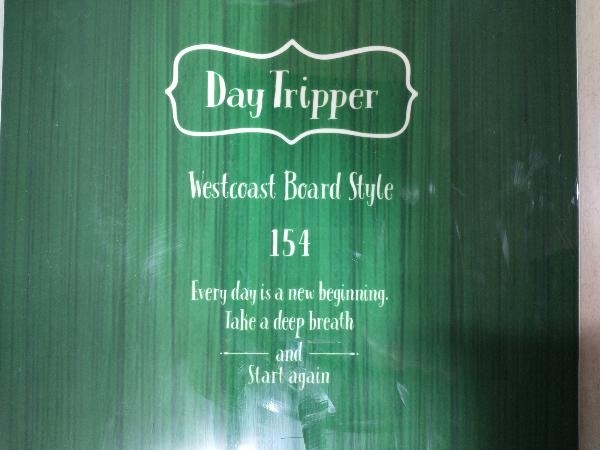 Day Tripper
Westcoast Board Style
154
Every day is a new beginning.
Take a deep breath
and
Start again